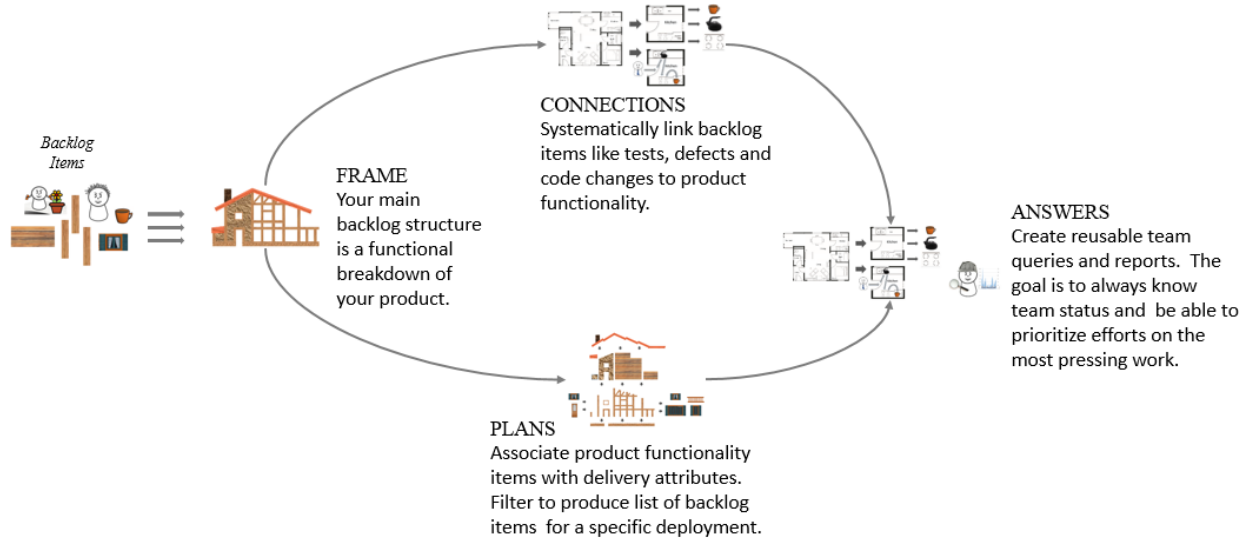 Backlog
Items
FRAME
Your main
backlog structure
is a functional
breakdown of
your product.
CONNECTIONS
Systematically link backlog
items like tests, defects and
code changes to product
functionality.
PLANS
Associate product functionality
items with delivery attributes.
Filter to produce list of backlog
items for a specific deployment.
ANSWERS
Create reusable team
queries and reports. The
goal is to always know
team status and be able to
prioritize efforts on the
most pressing work.